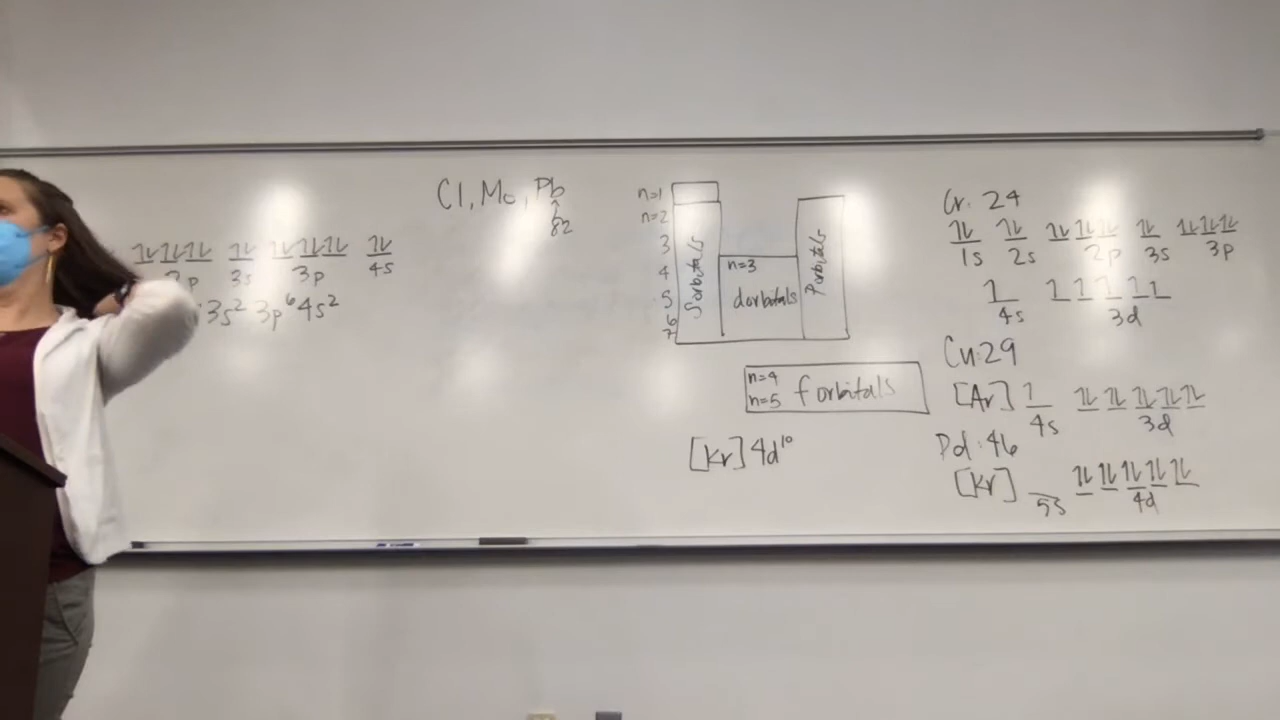 2p 3s 3p 4s
3s² 3p⁶ 4s²
Cl, Mo, Pb
82
n=1
n=2
3
4
5
6
7
s orbitals
n=3
d orbitals
p orbitals
n=4
n=5
f orbitals
[Kr] 4d¹⁰
Cr: 24
1s 2s 2p 3s 3p
4s 3d
Cu: 29
[Ar]
4s 3d
Pd: 46
[Kr]
5s 4d